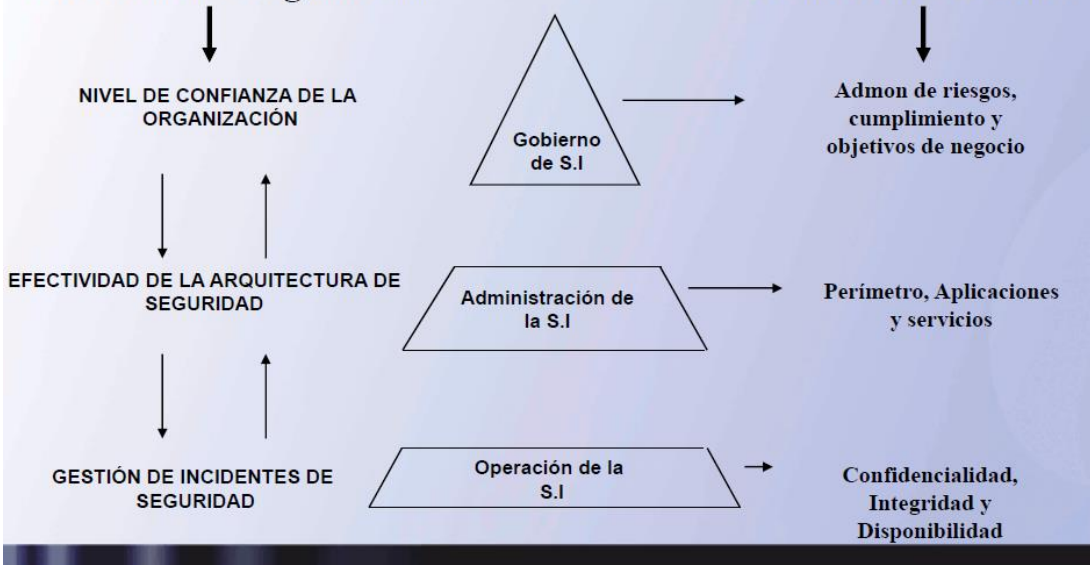 NIVEL DE CONFIANZA DE LA
ORGANIZACIÓN
Gobierno
de S.I
Admon de riesgos,
cumplimiento y
objetivos de negocio
EFECTIVIDAD DE LA ARQUITECTURA DE
SEGURIDAD
Administración de
la S.I
Perímetro, Aplicaciones
y servicios
GESTIÓN DE INCIDENTES DE
SEGURIDAD
Operación de la
S.I
Confidencialidad,
Integridad y
Disponibilidad